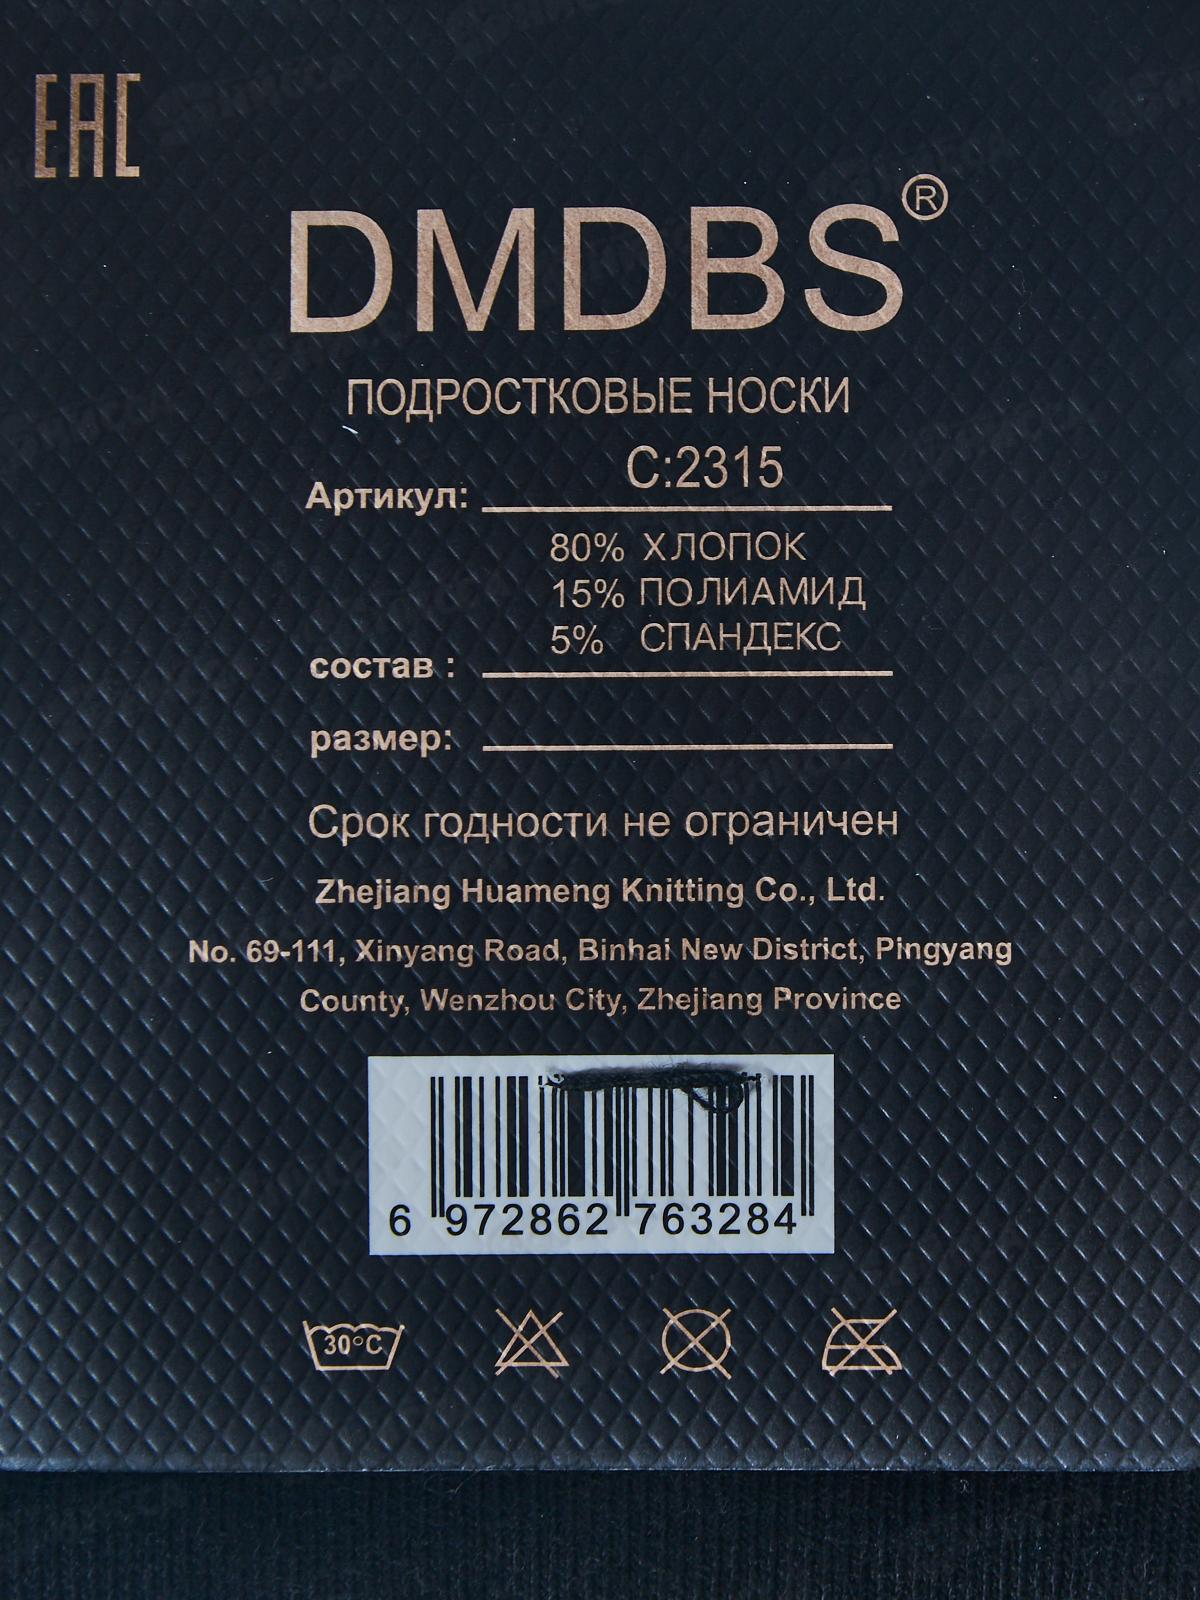 EAC
DMDBS®
ПОДРОСТКОВЫЕ НОСКИ
Артикул: C:2315
80% ХЛОПОК
15% ПОЛИАМИД
5% СПАНДЕКС
состав :
размер:
Срок годности не ограничен
Zhejiang Huameng Knitting Co., Ltd.
No. 69-111, Xinyang Road, Binhai New District, Pingyang
County, Wenzhou City, Zhejiang Province
6 972862 763284
30°C